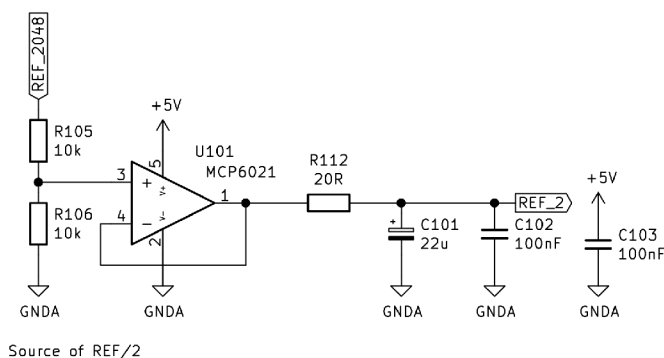 REF_2048
+5V
R105
10k
U101
MCP6021
R112
20R
+5V
3
+
V+
5
1
REF_2
R106
10k
4
−
V-
2
+
C101
22u
C102
100nF
C103
100nF
GNDA
GNDA
GNDA
GNDA
GNDA
Source of REF/2